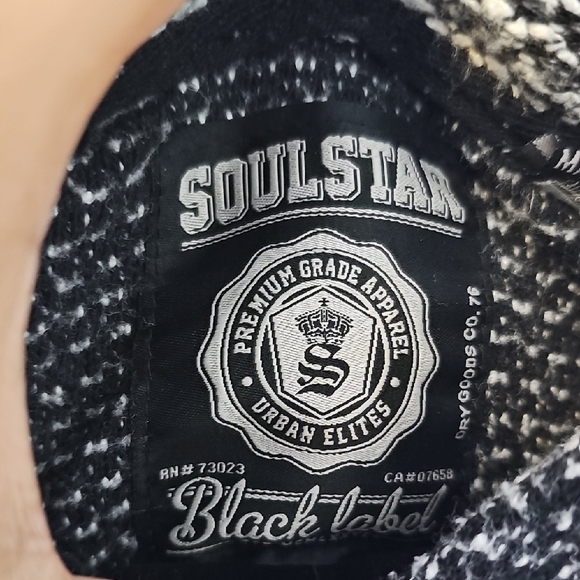 SOULSTAR
PREMIUM GRADE APPAREL
S
URBAN ELITES
DRY GOODS CO. 76
RN# 73023
CA#07658
Black label